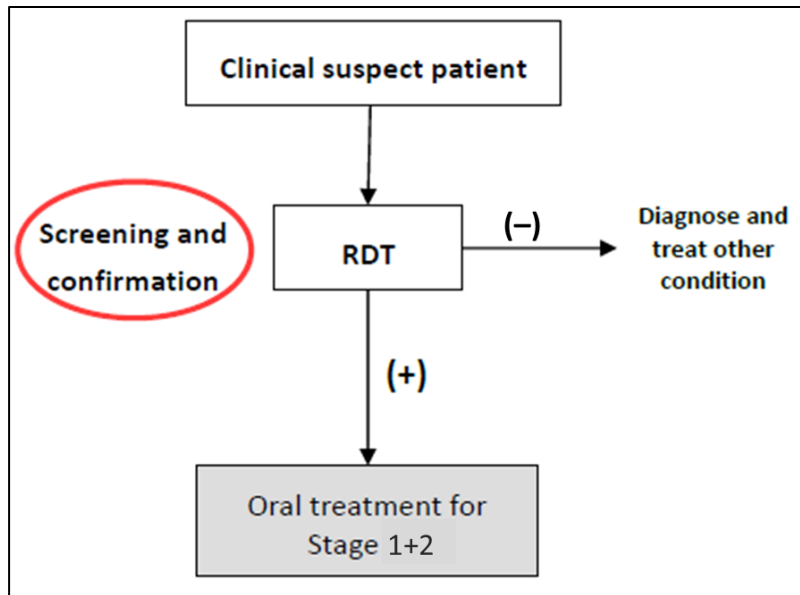 Clinical suspect patient
Screening and
confirmation
RDT
(–)
Diagnose and
treat other
condition
(+)
Oral treatment for
Stage 1+2